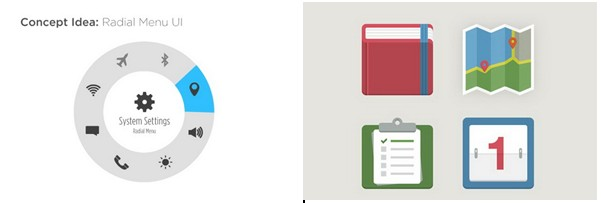 Concept Idea: Radial Menu UI
System Settings
Radial Menu
1